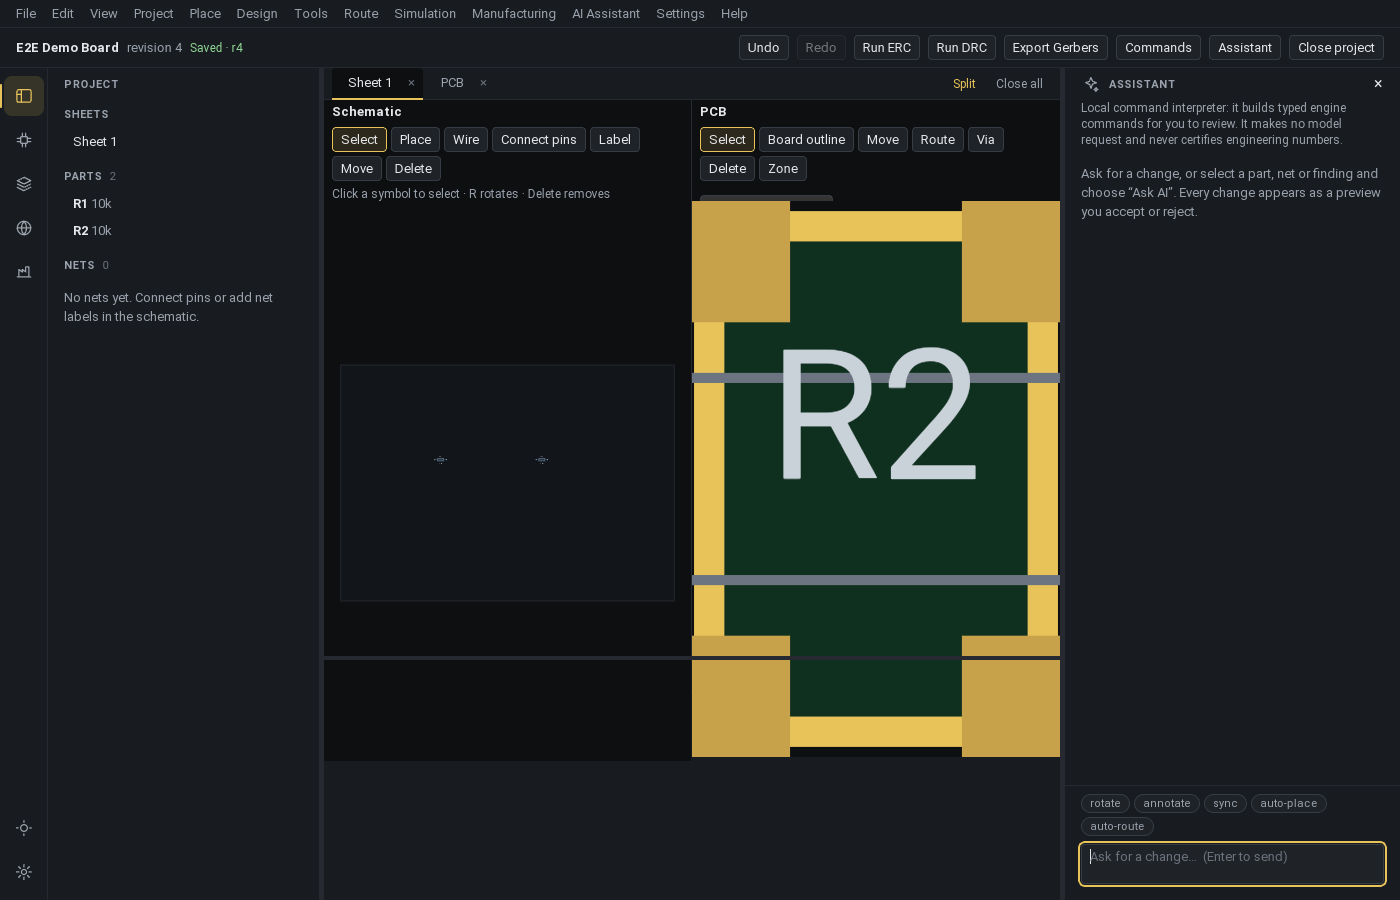 File Edit View Project Place Design Tools Route Simulation Manufacturing AI Assistant Settings Help
E2E Demo Board revision 4 Saved · r4 Undo Redo Run ERC Run DRC Export Gerbers Commands Assistant Close project
PROJECT
SHEETS
Sheet 1
PARTS 2
R1 10k
R2 10k
NETS 0
No nets yet. Connect pins or add net
labels in the schematic.
Sheet 1 × PCB × Split Close all
Schematic
Select Place Wire Connect pins Label
Move Delete
Click a symbol to select · R rotates · Delete removes
PCB
Select Board outline Move Route Via
Delete Zone
R2
ASSISTANT ×
Local command interpreter: it builds typed engine
commands for you to review. It makes no model
request and never certifies engineering numbers.
Ask for a change, or select a part, net or finding and
choose “Ask AI”. Every change appears as a preview
you accept or reject.
rotate annotate sync auto-place
auto-route
Ask for a change… (Enter to send)